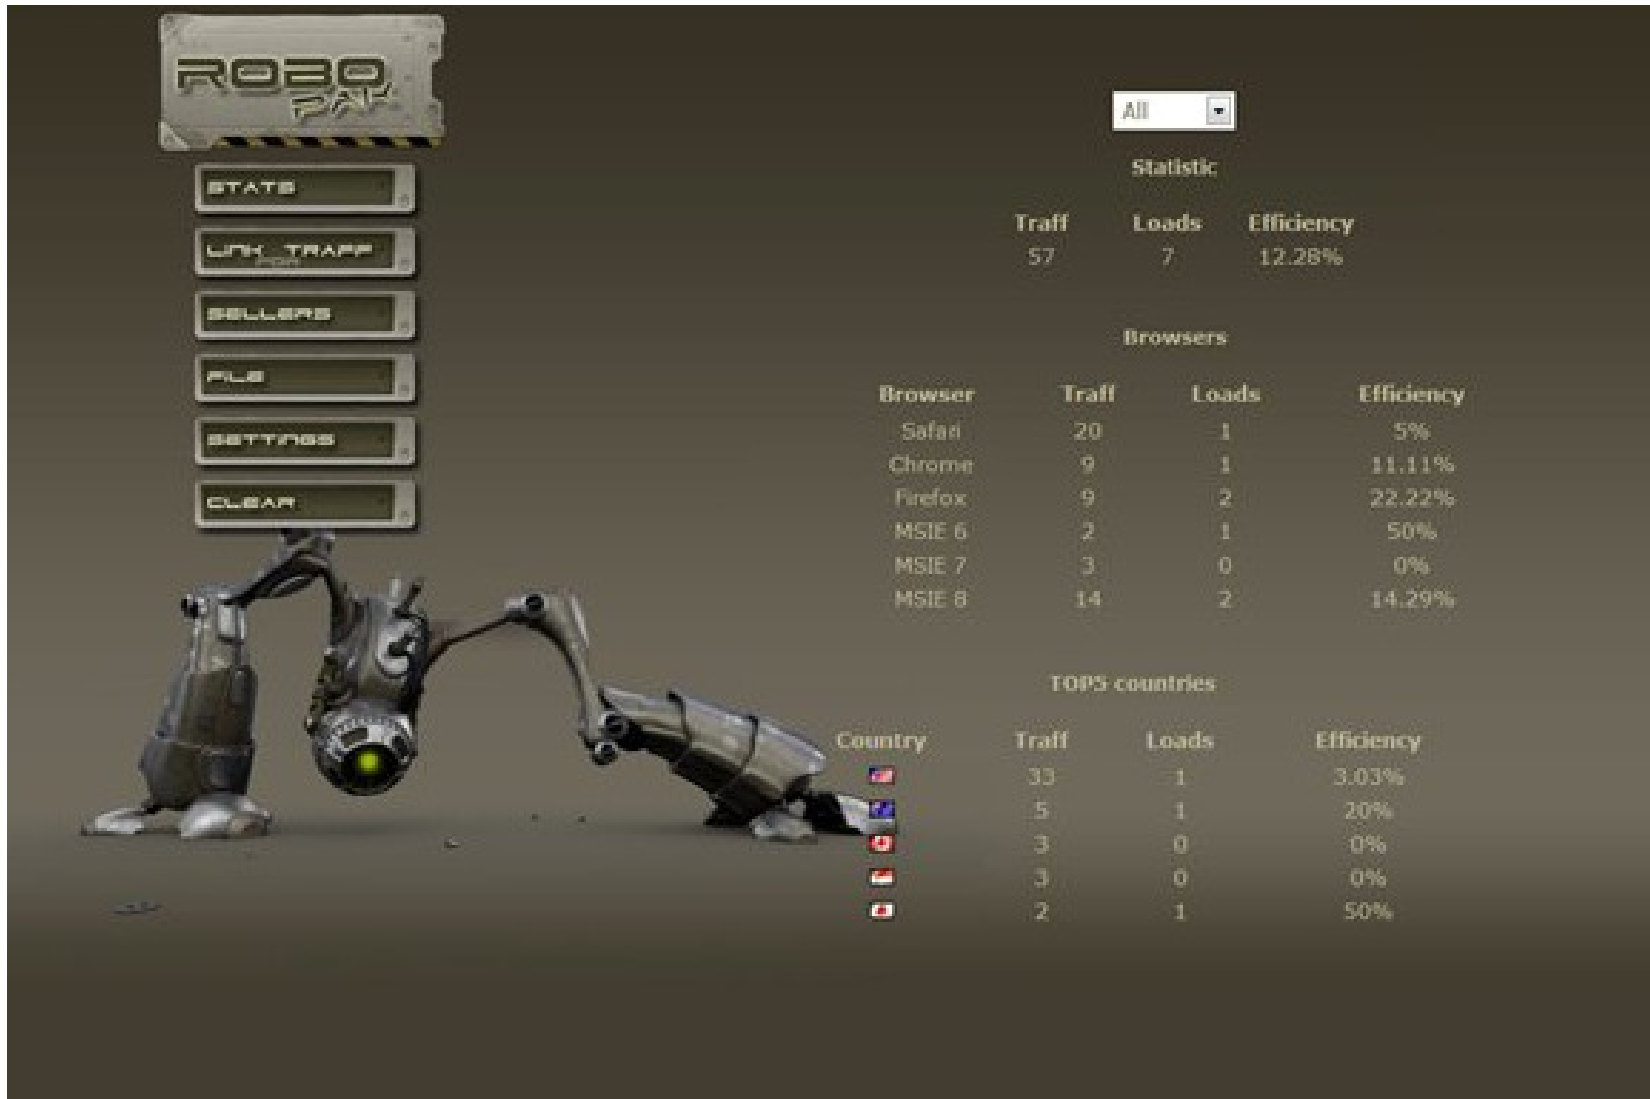 ROBO
PAK
STATS
LINK FOR TRAFF
SELLERS
FILE
SETTINGS
CLEAR
All
Statistic
Traff Loads Efficiency
57 7 12.28%
Browsers
Browser Traff Loads Efficiency
Safari 20 1 5%
Chrome 9 1 11.11%
Firefox 9 2 22.22%
MSIE 6 2 1 50%
MSIE 7 3 0 0%
MSIE 8 14 2 14.29%
TOP5 countries
Country Traff Loads Efficiency
33 1 3.03%
5 1 20%
3 0 0%
3 0 0%
2 1 50%